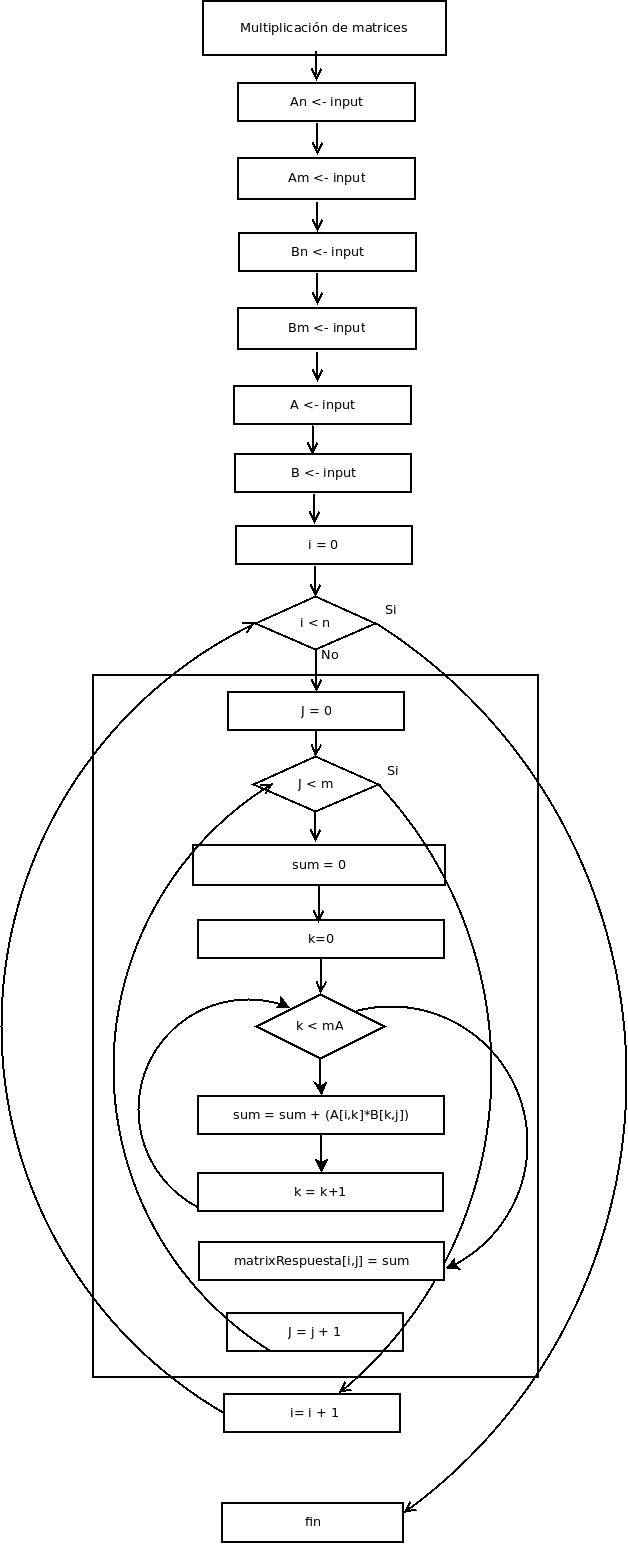 Multiplicación de matrices
An <- input
Am <- input
Bn <- input
Bm <- input
A <- input
B <- input
i = 0
Si
i < n
No
J = 0
Si
J < m
sum = 0
k=0
k < mA
sum = sum + (A[i,k]*B[k,j])
k = k+1
matrixRespuesta[i,j] = sum
J = j + 1
i= i + 1
fin